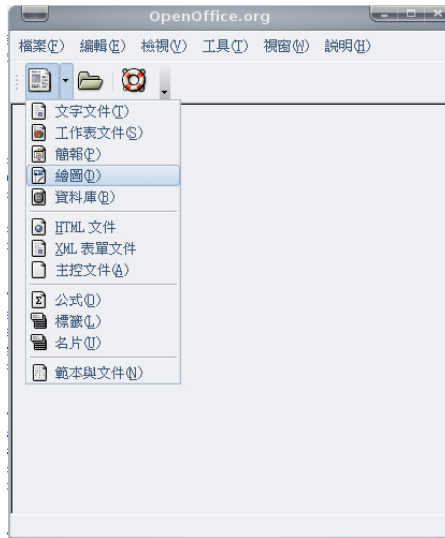 OpenOffice.org
檔案(F) 編輯(E) 檢視(V) 工具(T) 視窗(W) 說明(H)
文字文件(T)
工作表文件(S)
簡報(P)
繪圖(D)
資料庫(B)
HTML 文件
XML 表單文件
主控文件(A)
公式(O)
標籤(L)
名片(U)
範本與文件(N)